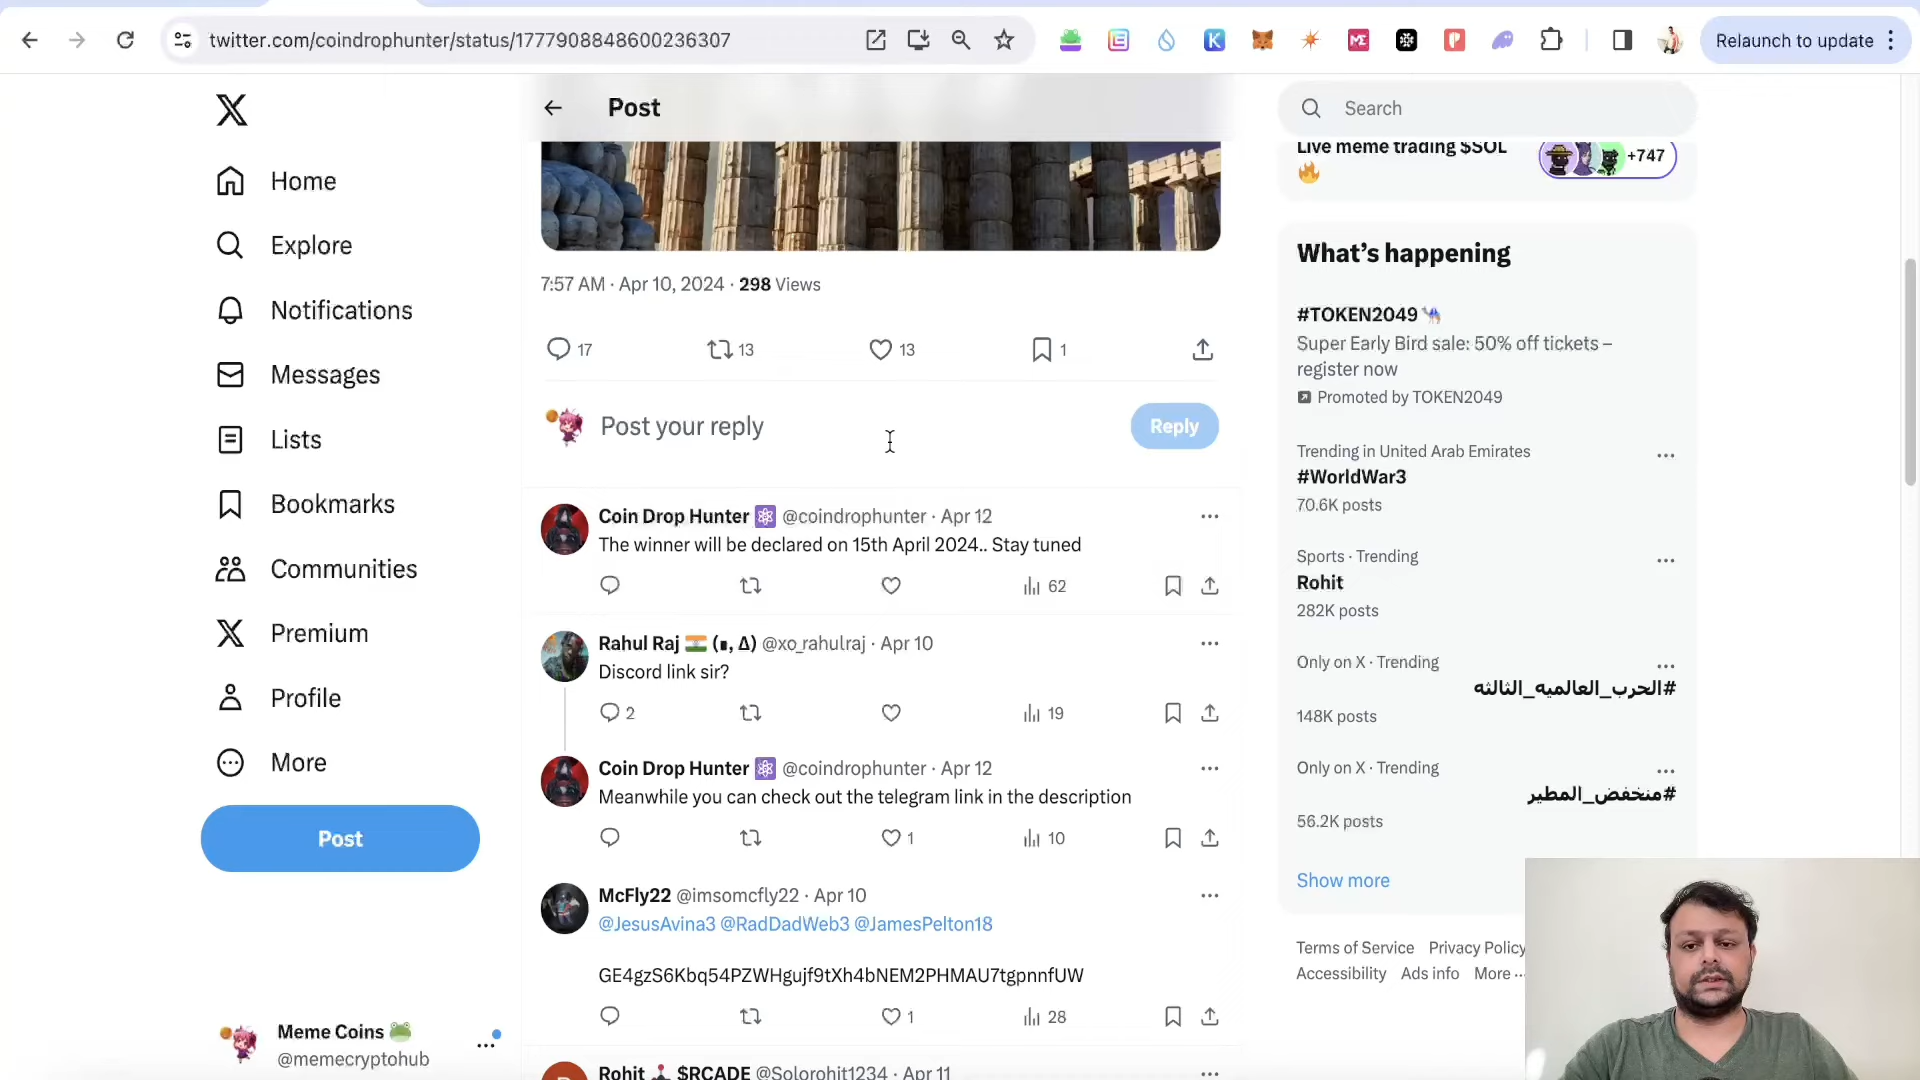 twitter.com/coindrophunter/status/1777908848600236307
Relaunch to update
Home
Explore
Notifications
Messages
Lists
Bookmarks
Communities
Premium
Profile
More
Post
Meme Coins
@memecryptohub
Post
7:57 AM · Apr 10, 2024 · 298 Views
17 13 13 1
Post your reply
Reply
Coin Drop Hunter @coindrophunter · Apr 12
The winner will be declared on 15th April 2024.. Stay tuned
62
Rahul Raj (∎, Δ) @xo_rahulraj · Apr 10
Discord link sir?
2 19
Coin Drop Hunter @coindrophunter · Apr 12
Meanwhile you can check out the telegram link in the description
1 10
McFly22 @imsomcfly22 · Apr 10
@JesusAvina3 @RadDadWeb3 @JamesPelton18
GE4gzS6Kbq54PZWHgujf9tXh4bNEM2PHMAU7tgpnnfUW
1 28
Rohit $RCADE @Solorohit1234 · Apr 11
Search
Live meme trading $SOL
+747
What's happening
#TOKEN2049
Super Early Bird sale: 50% off tickets –
register now
Promoted by TOKEN2049
Trending in United Arab Emirates
#WorldWar3
70.6K posts
Sports · Trending
Rohit
282K posts
Only on X · Trending
#الحرب_العالميه_الثالثه
148K posts
Only on X · Trending
#منخفض_المطير
56.2K posts
Show more
Terms of Service Privacy Policy
Accessibility Ads info More ...